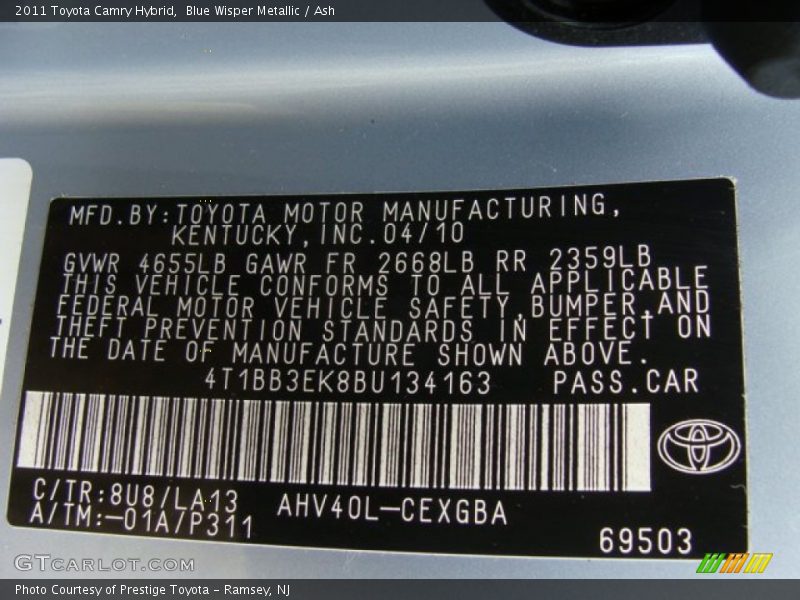 2011 Toyota Camry Hybrid,  Blue Wisper Metallic / Ash
MFD.BY:TOYOTA MOTOR MANUFACTURING,
KENTUCKY,INC.04/10
GVWR 4655LB GAWR FR 2668LB RR 2359LB
THIS VEHICLE CONFORMS TO ALL APPLICABLE
FEDERAL MOTOR VEHICLE SAFETY,BUMPER,AND
THEFT PREVENTION STANDARDS IN EFFECT ON
THE DATE OF MANUFACTURE SHOWN ABOVE.
4T1BB3EK8BU134163 PASS.CAR
C/TR:8U8/LA13
A/TM:-01A/P311
AHV40L-CEXGBA
69503
GTCARLOT.COM
Photo Courtesy of Prestige Toyota - Ramsey, NJ